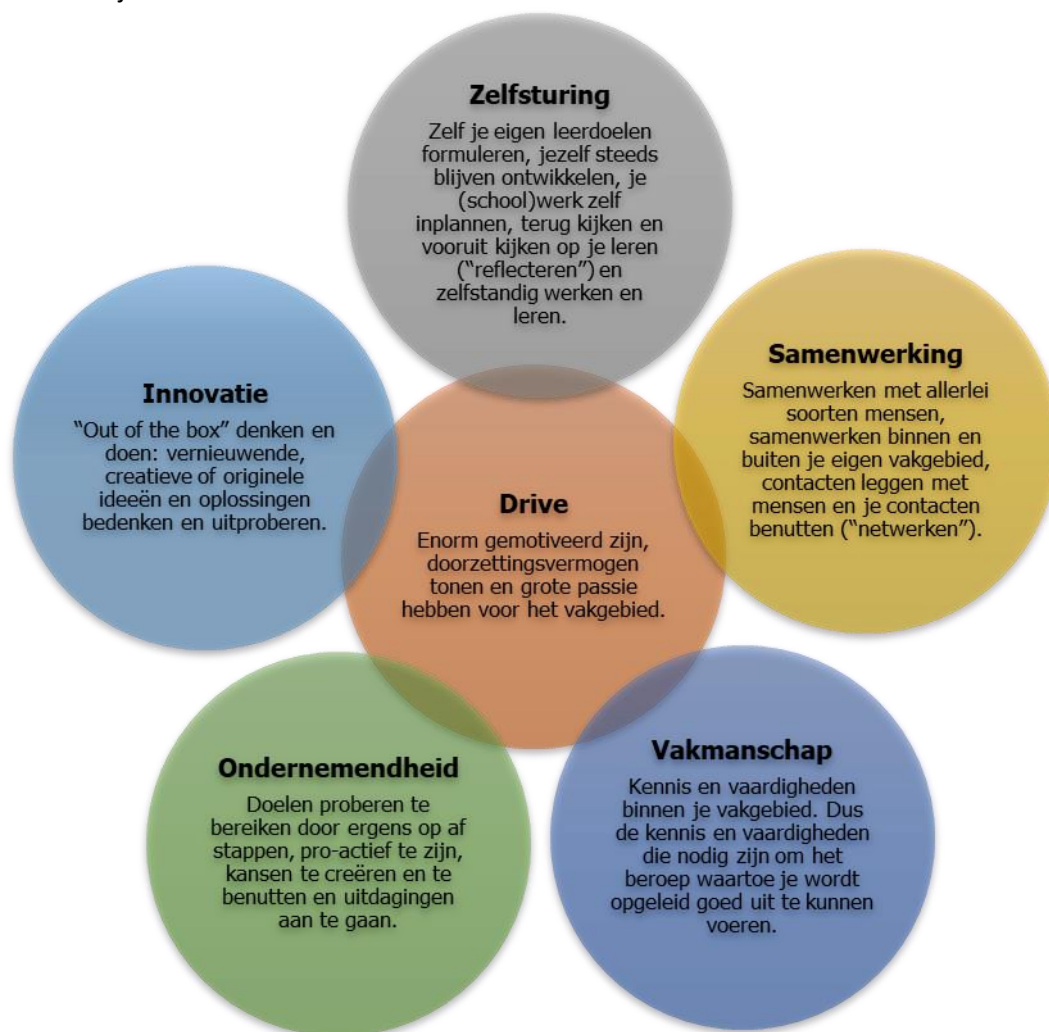 Zelfsturing
Zelf je eigen leerdoelen
formuleren, jezelf steeds
blijven ontwikkelen, je
(school)werk zelf
inplannen, terug kijken en
vooruit kijken op je leren
(“reflecteren”) en
zelfstandig werken en
leren.
Samenwerking
Samenwerken met allerlei
soorten mensen,
samenwerken binnen en
buiten je eigen vakgebied,
contacten leggen met
mensen en je contacten
benutten (“netwerken”).
Innovatie
“Out of the box” denken en
doen: vernieuwende,
creatieve of originele
ideeën en oplossingen
bedenken en uitproberen.
Drive
Enorm gemotiveerd zijn,
doorzettingsvermogen
tonen en grote passie
hebben voor het vakgebied.
Ondernemendheid
Doelen proberen te
bereiken door ergens op af
stappen, pro-actief te zijn,
kansen te creëren en te
benutten en uitdagingen
aan te gaan.
Vakmanschap
Kennis en vaardigheden
binnen je vakgebied. Dus
de kennis en vaardigheden
die nodig zijn om het
beroep waartoe je wordt
opgeleid goed uit te kunnen
voeren.